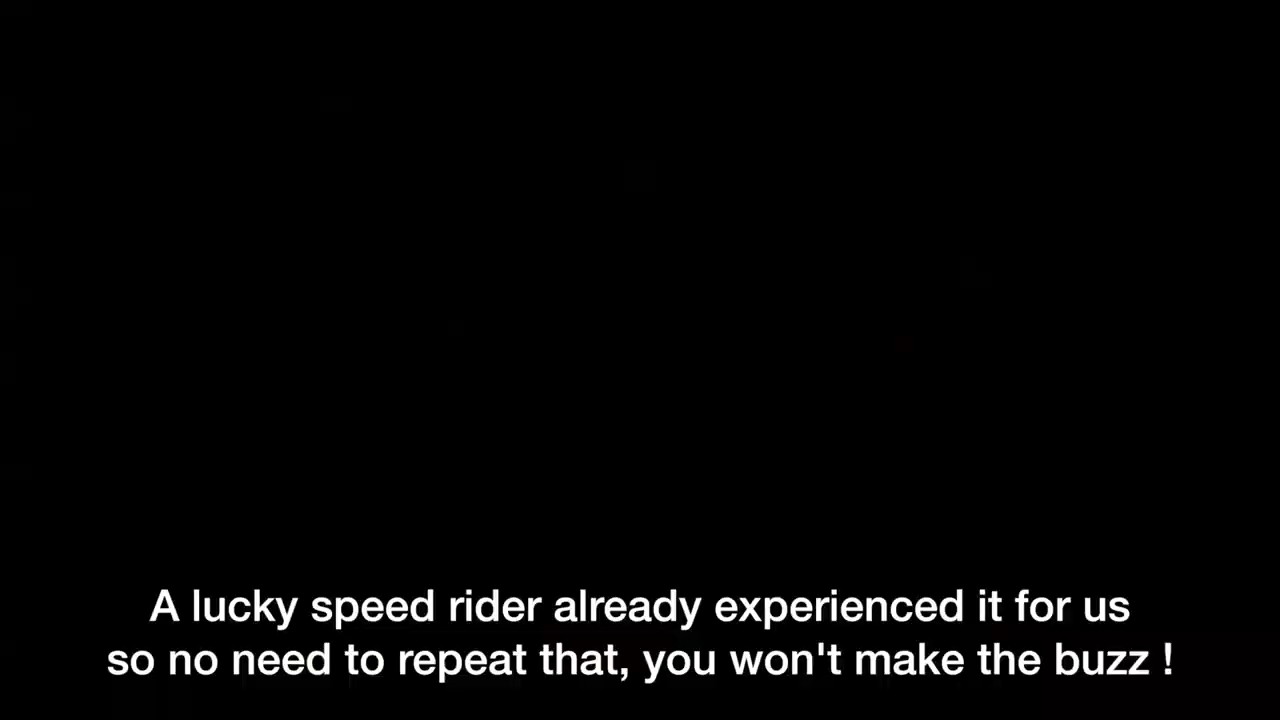 A lucky speed rider already experienced it for us
so no need to repeat that, you won't make the buzz !